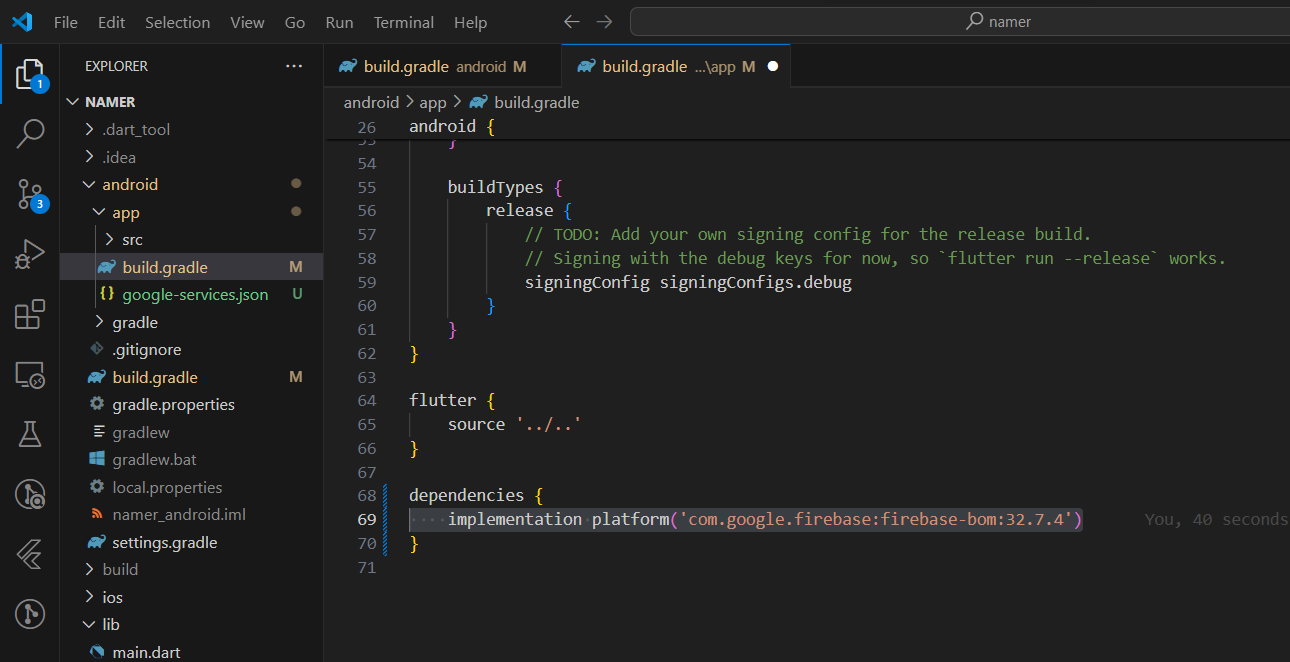 File Edit Selection View Go Run Terminal Help
namer
EXPLORER
build.gradle android M
build.gradle ...\app M
1
NAMER
.dart_tool
.idea
android
app
src
build.gradle M
google-services.json U
gradle
.gitignore
build.gradle M
gradle.properties
gradlew
gradlew.bat
local.properties
namer_android.iml
settings.gradle
build
ios
lib
main.dart
3
android > app > build.gradle
26 android {
53 }
54
55 buildTypes {
56 release {
57 // TODO: Add your own signing config for the release build.
58 // Signing with the debug keys for now, so `flutter run --release` works.
59 signingConfig signingConfigs.debug
60 }
61 }
62 }
63
64 flutter {
65 source '../..'
66 }
67
68 dependencies {
69 implementation platform('com.google.firebase:firebase-bom:32.7.4') You, 40 seconds
70 }
71